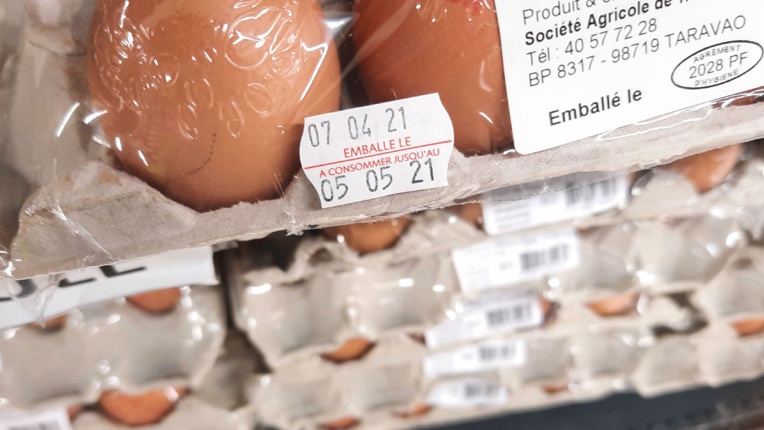 Société Agricole de
Tél : 40 57 72 28
BP 8317 - 98719 TARAVAO
AGREMENT
2028 PF
D'HYGIENE
Emballé le
07 04 21
EMBALLE LE
A CONSOMMER JUSQU'AU
05 05 21